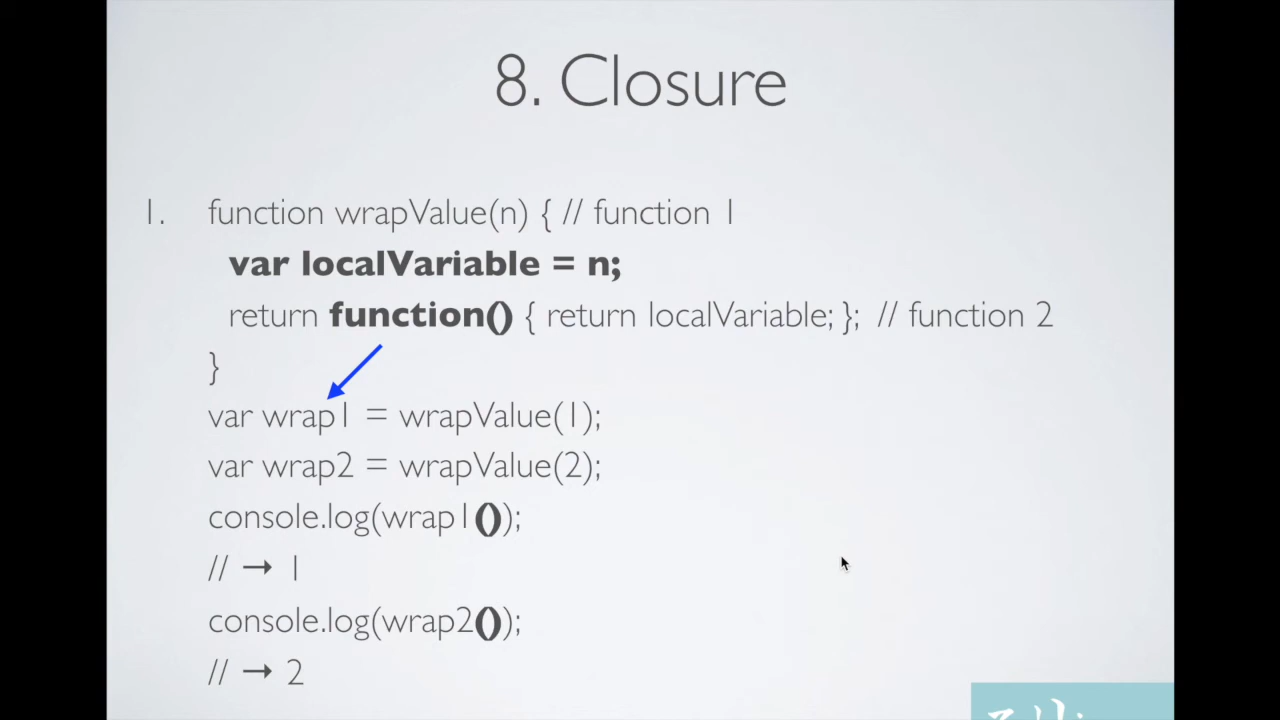 8. Closure
1. function wrapValue(n) { // function 1
var localVariable = n;
return function() { return localVariable; }; // function 2
}
var wrap1 = wrapValue(1);
var wrap2 = wrapValue(2);
console.log(wrap1());
// → 1
console.log(wrap2());
// → 2